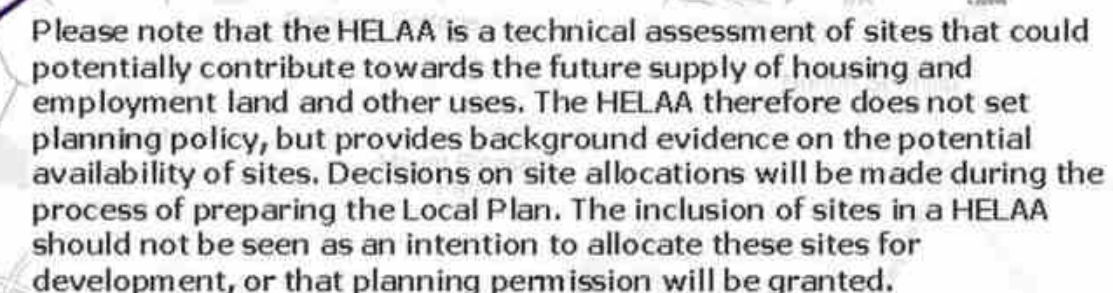 Please note that the HELAA is a technical assessment of sites that could
potentially contribute towards the future supply of housing and
employment land and other uses. The HELAA therefore does not set
planning policy, but provides background evidence on the potential
availability of sites. Decisions on site allocations will be made during the
process of preparing the Local Plan. The inclusion of sites in a HELAA
should not be seen as an intention to allocate these sites for
development, or that planning permission will be granted.